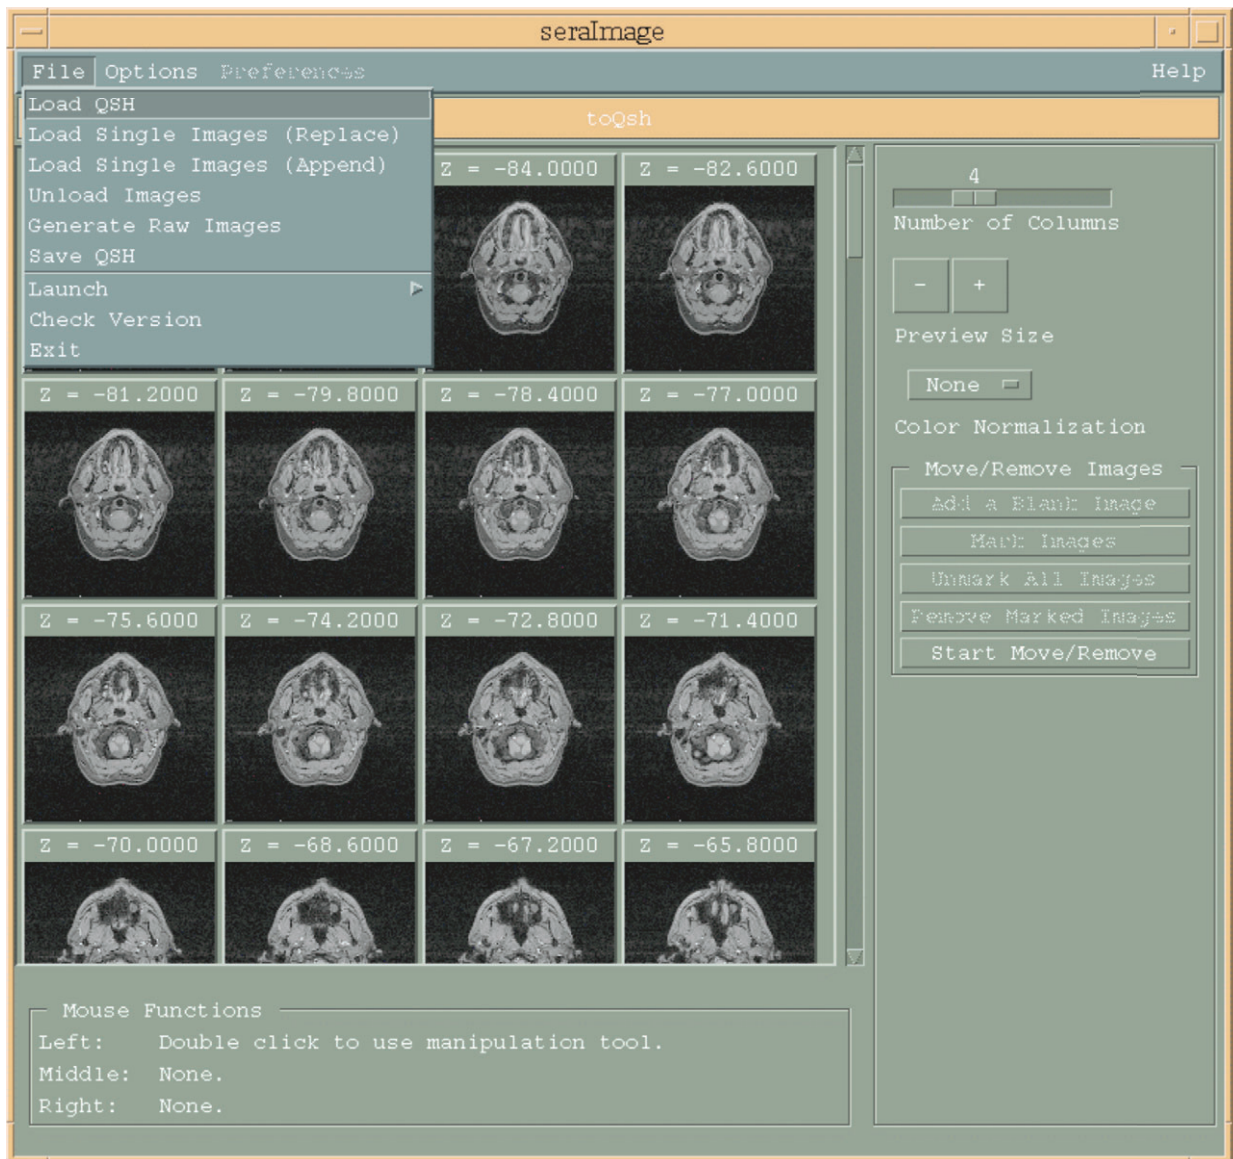 seraImage
File Options Preferences Help
toQsh
Load QSH
Load Single Images (Replace)
Load Single Images (Append)
Unload Images
Generate Raw Images
Save QSH
Launch
Check Version
Exit
Z = -84.0000 Z = -82.6000
Z = -81.2000 Z = -79.8000 Z = -78.4000 Z = -77.0000
Z = -75.6000 Z = -74.2000 Z = -72.8000 Z = -71.4000
Z = -70.0000 Z = -68.6000 Z = -67.2000 Z = -65.8000
4
Number of Columns
- +
Preview Size
None
Color Normalization
Move/Remove Images
Add a Blank Image
Mark Images
Unmark All Images
Remove Marked Images
Start Move/Remove
Mouse Functions
Left: Double click to use manipulation tool.
Middle: None.
Right: None.